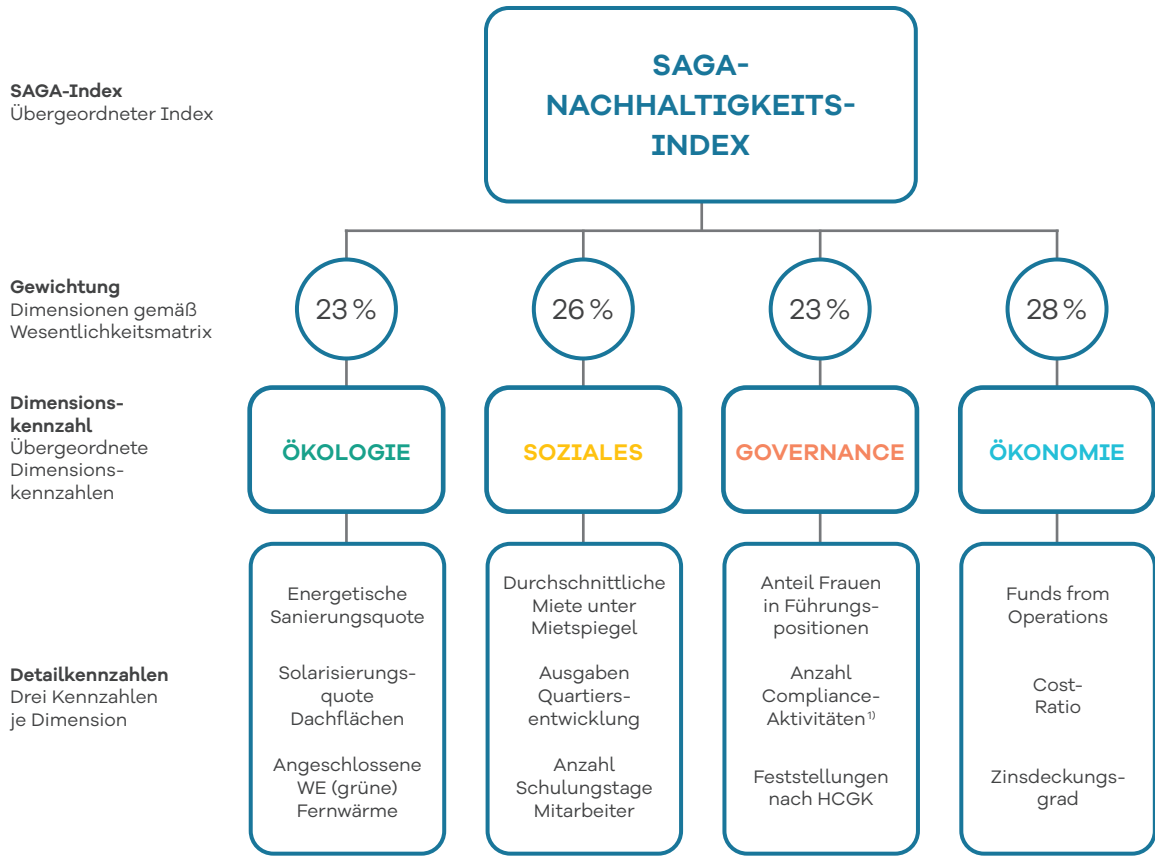 SAGA-
NACHHALTIGKEITS-
INDEX
SAGA-Index
Übergeordneter Index
Gewichtung
Dimensionen gemäß
Wesentlichkeitsmatrix
23 %
26 %
23 %
28 %
Dimensions-
kennzahl
Übergeordnete
Dimensions-
kennzahlen
ÖKOLOGIE
SOZIALES
GOVERNANCE
ÖKONOMIE
Detailkennzahlen
Drei Kennzahlen
je Dimension
Energetische
Sanierungsquote
Solarisierungs-
quote
Dachflächen
Angeschlossene
WE (grüne)
Fernwärme
Durchschnittliche
Miete unter
Mietspiegel
Ausgaben
Quartiers-
entwicklung
Anzahl
Schulungstage
Mitarbeiter
Anteil Frauen
in Führungs-
positionen
Anzahl
Compliance-
Aktivitäten 1)
Feststellungen
nach HCGK
Funds from
Operations
Cost-
Ratio
Zinsdeckungs-
grad